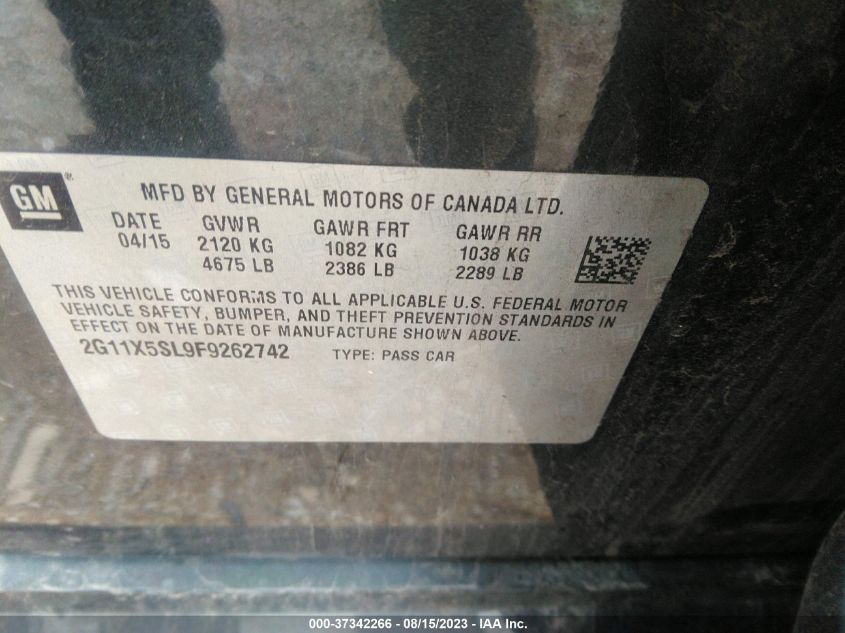 GM ®
MFD BY GENERAL MOTORS OF CANADA LTD.
DATE GVWR GAWR FRT GAWR RR
04/15 2120 KG 1082 KG 1038 KG
4675 LB 2386 LB 2289 LB
THIS VEHICLE CONFORMS TO ALL APPLICABLE U.S. FEDERAL MOTOR
VEHICLE SAFETY, BUMPER, AND THEFT PREVENTION STANDARDS IN
EFFECT ON THE DATE OF MANUFACTURE SHOWN ABOVE.
2G11X5SL9F9262742 TYPE: PASS CAR
000-37342266 - 08/15/2023 - IAA Inc.